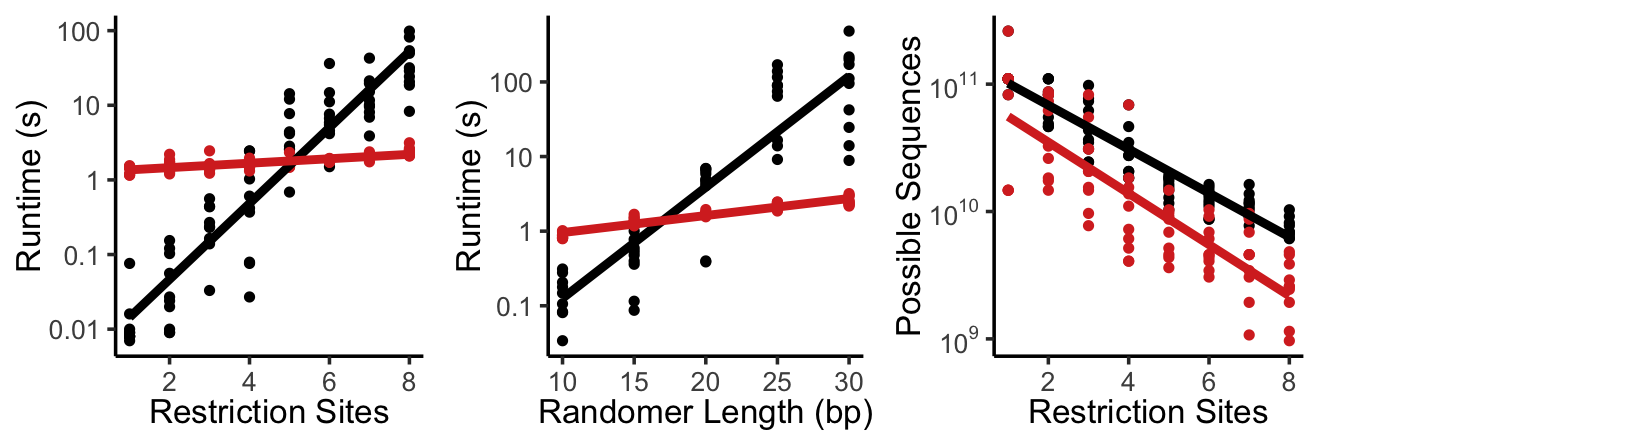 Runtime (s)
100
10
1
0.1
0.01
2 4 6 8
Restriction Sites
Runtime (s)
100
10
1
0.1
10 15 20 25 30
Randomer Length (bp)
Possible Sequences
10¹¹
10¹⁰
10⁹
2 4 6 8
Restriction Sites